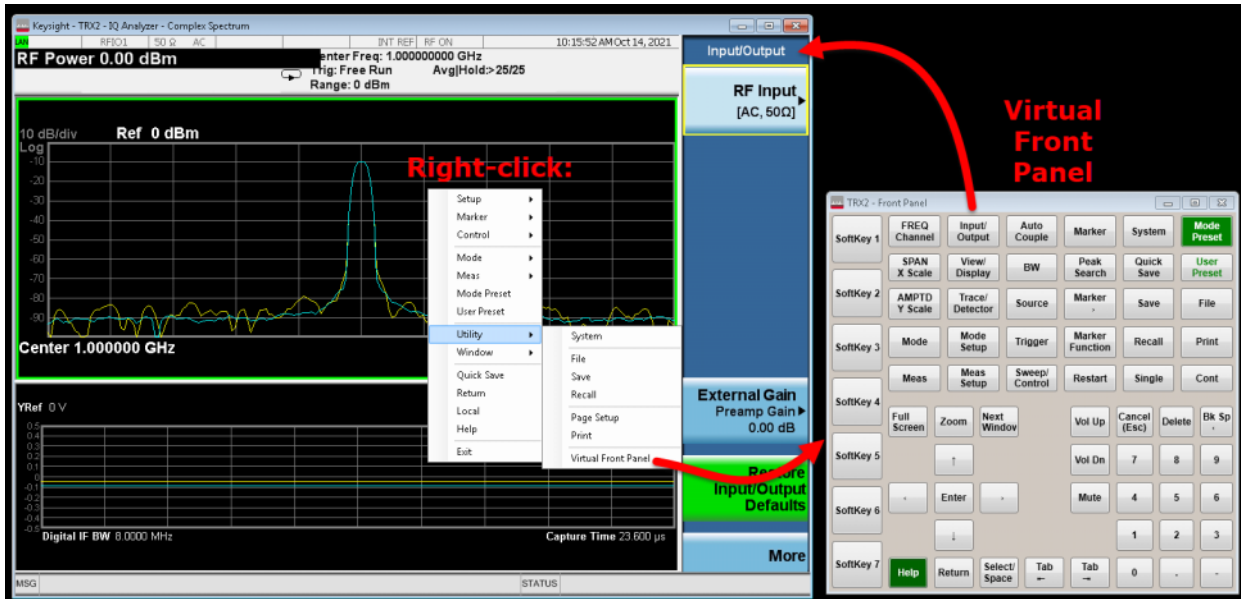 Keysight - TRX2 - IQ Analyzer - Complex Spectrum
LAN
RFIO1
50 Ω
AC
INT REF
RF ON
10:15:52 AM Oct 14, 2021
RF Power 0.00 dBm
enter Freq: 1.000000000 GHz
Trig: Free Run
Avg|Hold:>25/25
Range: 0 dBm
10 dB/div
Ref 0 dBm
Log
-10
-20
-30
-40
-50
-60
-70
-80
-90
Center 1.000000 GHz
YRef 0 V
0.5
0.4
0.3
0.2
0.1
0
-0.1
-0.2
-0.3
-0.4
-0.5
Digital IF BW 8.0000 MHz
Capture Time 23.600 µs
MSG
STATUS
Right-click:
Setup
Marker
Control
Mode
Meas
Mode Preset
User Preset
Utility
Window
Quick Save
Return
Local
Help
Exit
System
File
Save
Recall
Page Setup
Print
Virtual Front Panel
Input/Output
RF Input
[AC, 50Ω]
External Gain
Preamp Gain
0.00 dB
Restore
Input/Output
Defaults
More
Virtual
Front
Panel
TRX2 - Front Panel
SoftKey 1
SoftKey 2
SoftKey 3
SoftKey 4
SoftKey 5
SoftKey 6
SoftKey 7
FREQ
Channel
Input/
Output
Auto
Couple
Marker
System
Mode
Preset
SPAN
X Scale
View/
Display
BW
Peak
Search
Quick
Save
User
Preset
AMPTD
Y Scale
Trace/
Detector
Source
Marker
Save
File
Mode
Mode
Setup
Trigger
Marker
Function
Recall
Print
Meas
Meas
Setup
Sweep/
Control
Restart
Single
Cont
Full
Screen
Zoom
Next
Window
Vol Up
Cancel
(Esc)
Delete
Bk Sp
↑
Vol Dn
7
8
9
Enter
Mute
4
5
6
↓
1
2
3
Help
Return
Select/
Space
Tab
←
Tab
→
0
.
-